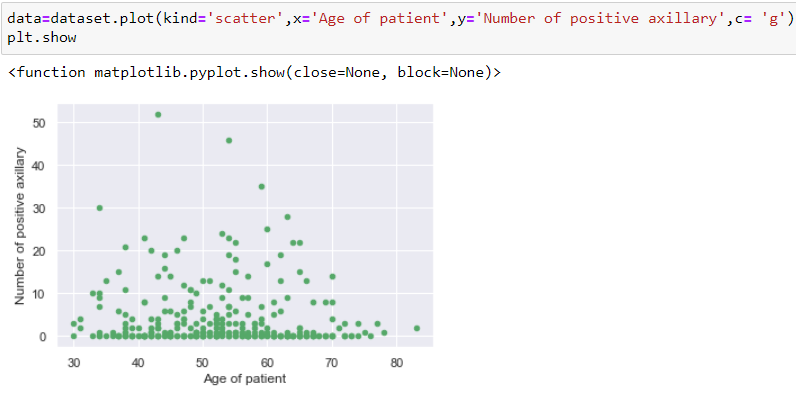 data=dataset.plot(kind='scatter',x='Age of patient',y='Number of positive axillary',c= 'g')
plt.show
<function matplotlib.pyplot.show(close=None, block=None)>
50
40
30
20
10
0
Number of positive axillary
30 40 50 60 70 80
Age of patient